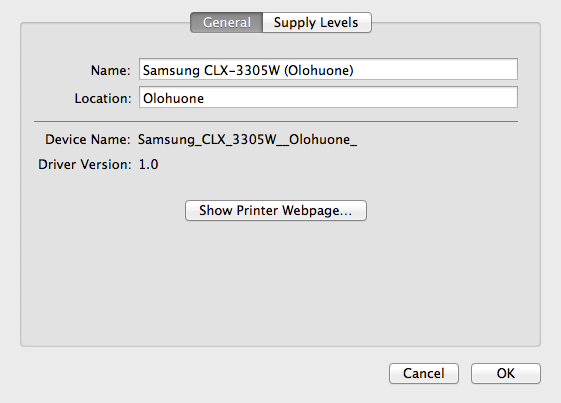 General Supply Levels
Name: Samsung CLX-3305W (Olohuone)
Location: Olohuone
Device Name: Samsung_CLX_3305W__Olohuone_
Driver Version: 1.0
Show Printer Webpage...
Cancel OK